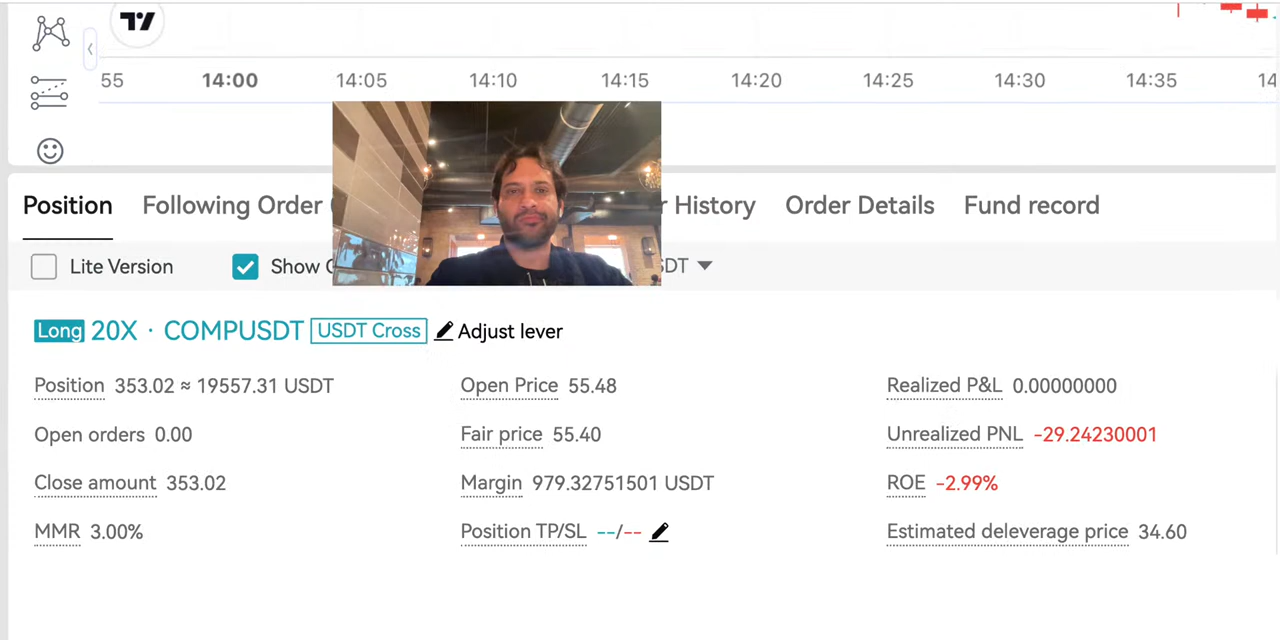 55 14:00 14:05 14:10 14:15 14:20 14:25 14:30 14:35 14
Position Following Order r History Order Details Fund record
Lite Version Show DT
Long 20X · COMPUSDT USDT Cross Adjust lever
Position 353.02 ≈ 19557.31 USDT Open Price 55.48 Realized P&L 0.00000000
Open orders 0.00 Fair price 55.40 Unrealized PNL -29.24230001
Close amount 353.02 Margin 979.32751501 USDT ROE -2.99%
MMR 3.00% Position TP/SL --/-- Estimated deleverage price 34.60